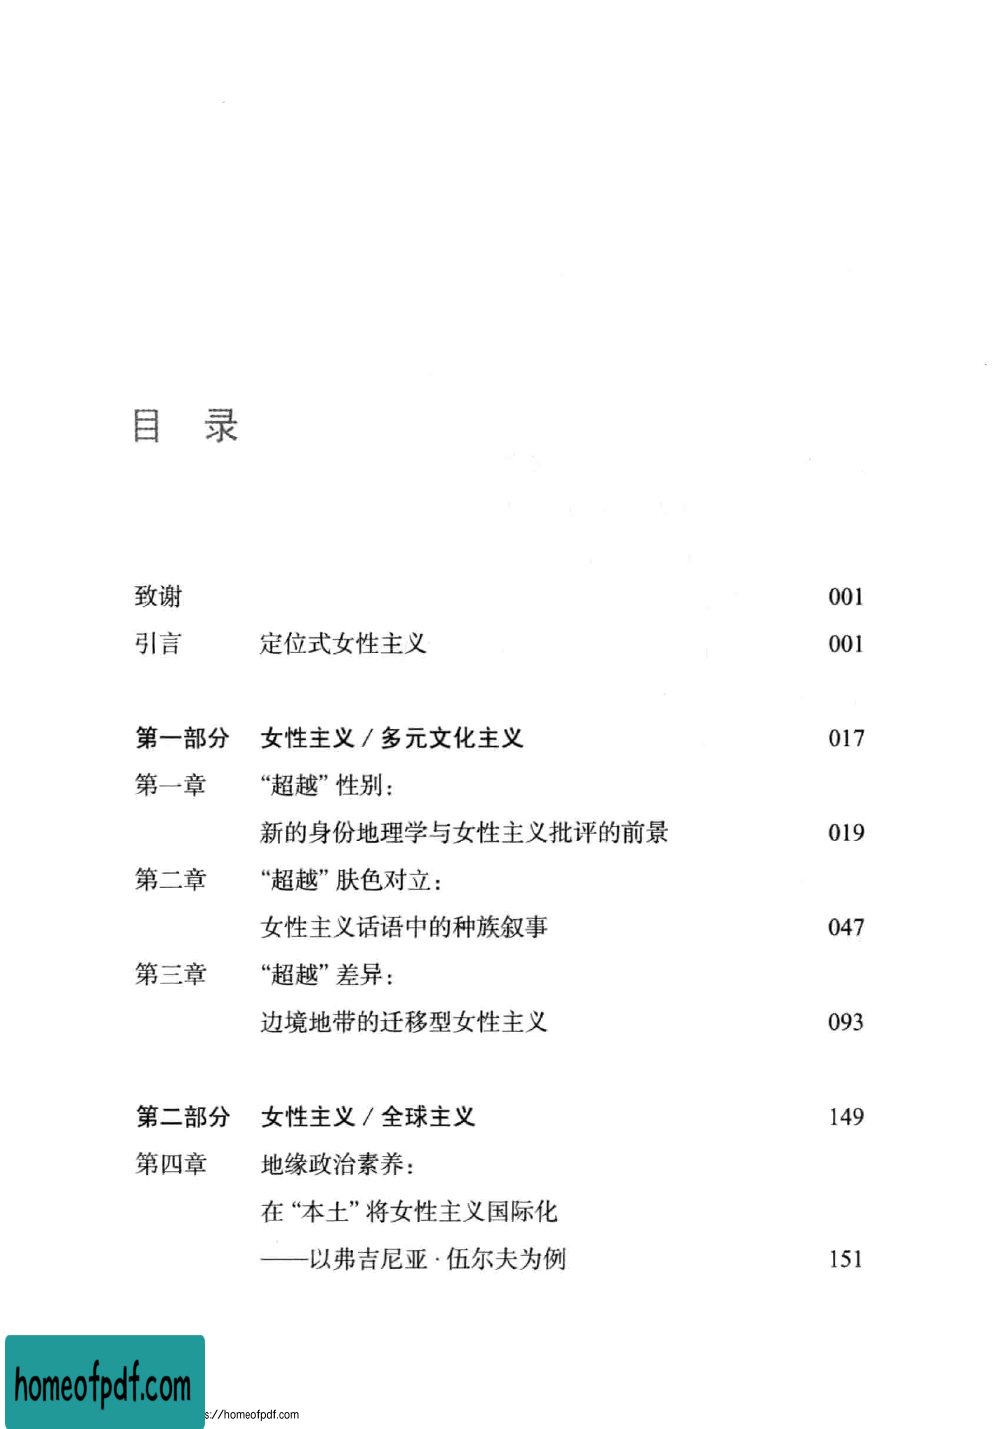 目 录
致谢 001
引言 定位式女性主义 001
第一部分 女性主义 / 多元文化主义 017
第一章 “超越” 性别：
新的身份地理学与女性主义批评的前景 019
第二章 “超越” 肤色对立：
女性主义话语中的种族叙事 047
第三章 “超越” 差异：
边境地带的迁移型女性主义 093
第二部分 女性主义 / 全球主义 149
第四章 地缘政治素养：
在 “本土” 将女性主义国际化
——以弗吉尼亚·伍尔夫为例 151
homeofpdf.com
s://homeofpdf.com